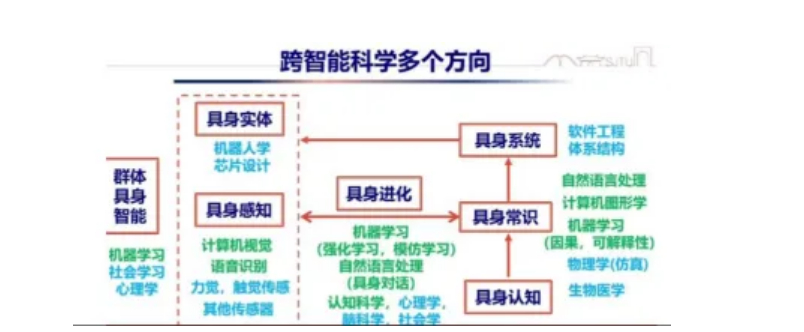 跨智能科学多个方向
具身实体
机器人学
芯片设计
具身系统
软件工程
体系结构
群体
具身
智能
机器学习
社会学习
心理学
具身感知
计算机视觉
语音识别
力觉，触觉传感
其他传感器
具身进化
机器学习
(强化学习，模仿学习)
自然语言处理
(具身对话)
认知科学，心理学，
脑科学，社会学
具身常识
自然语言处理
计算机图形学
机器学习
(因果，可解释性)
物理学(仿真)
具身认知
生物医学